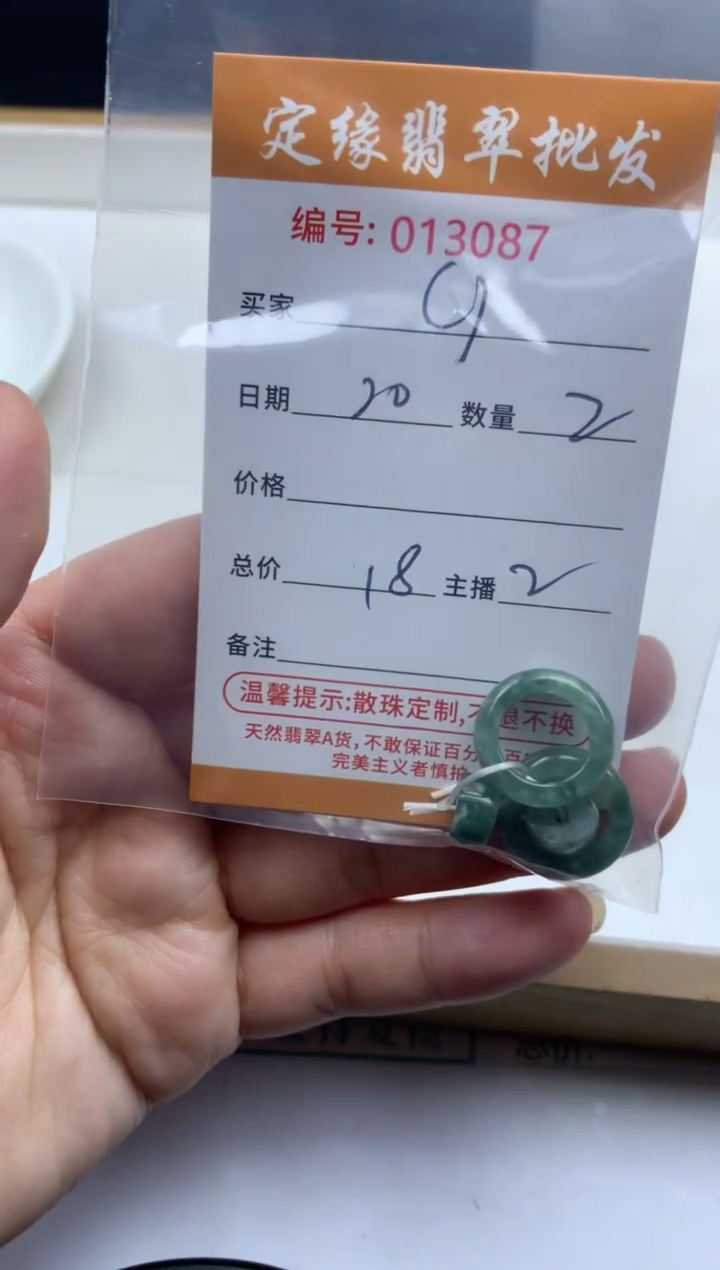 定缘翡翠批发
编号: 013087
买家
日期 20 数量 2
价格
总价 18 主播 2
备注
温馨提示:散珠定制,不退不换
天然翡翠A货,不敢保证百分
完美主义者慎拍